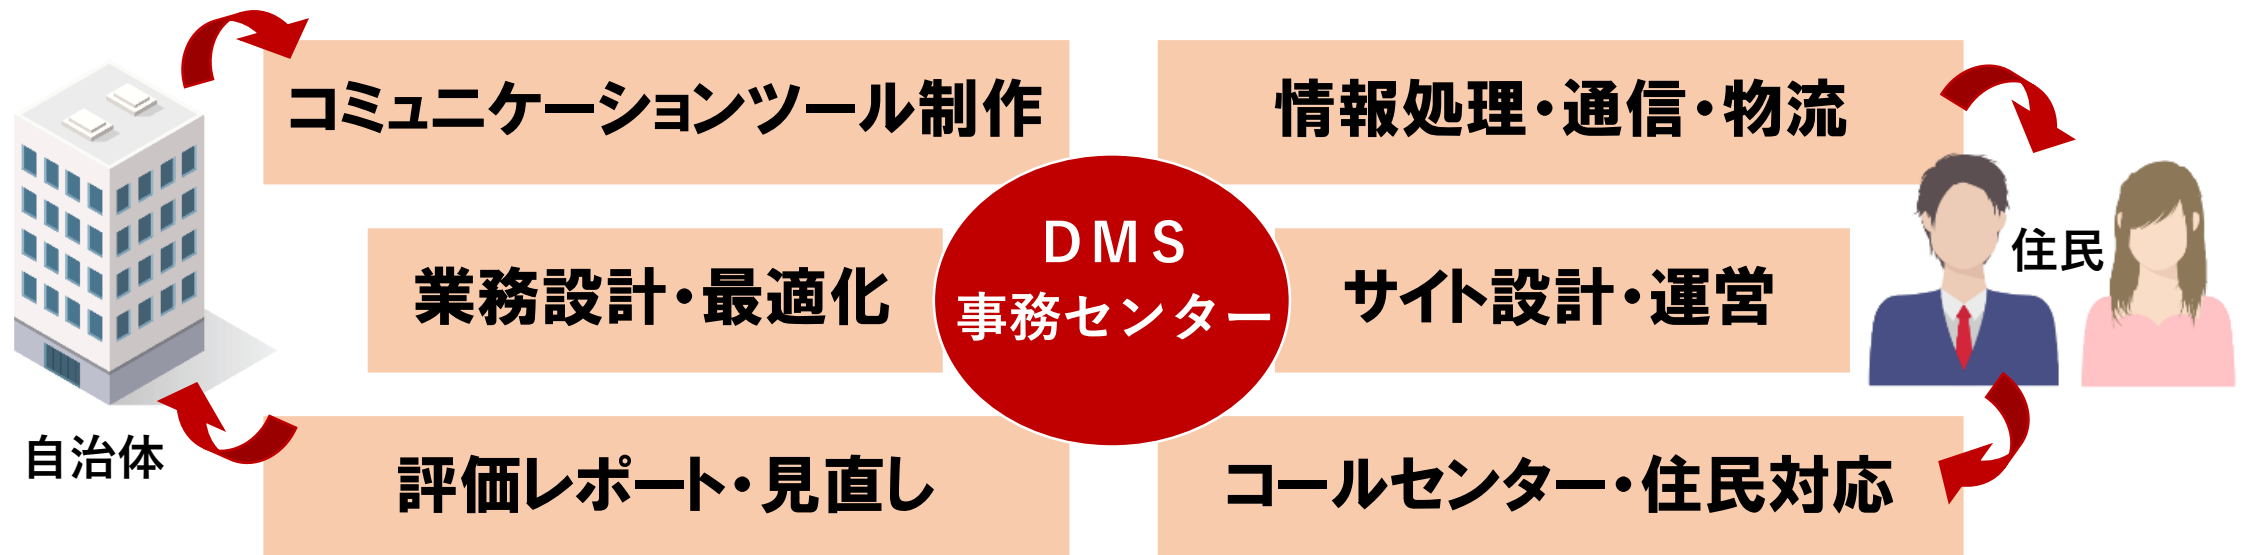 コミュニケーションツール制作
情報処理・通信・物流
業務設計・最適化
DMS
事務センター
サイト設計・運営
住民
自治体
評価レポート・見直し
コールセンター・住民対応